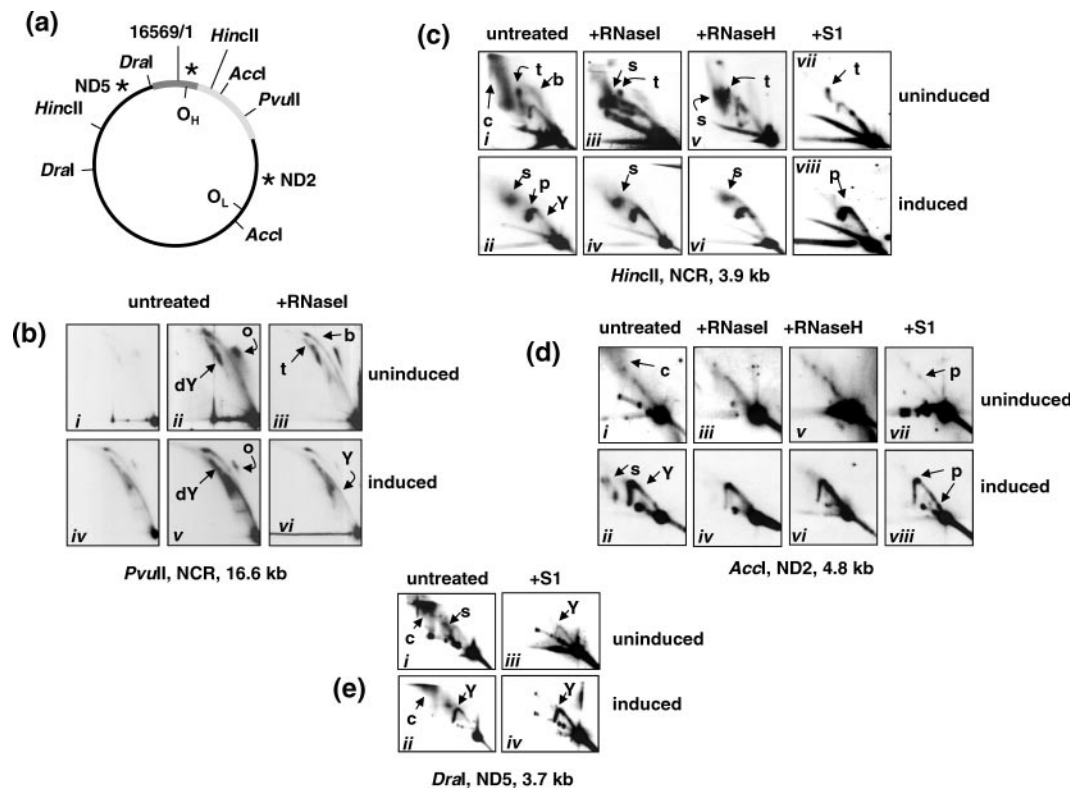 (a)
16569/1
HincII
DraI
*
AccI
ND5 *
PvuII
HincII
OH
DraI
* ND2
OL
AccI
(b)
untreated
+RNaseI
o
b
dY
t
i
ii
iii
uninduced
o
Y
dY
iv
v
vi
induced
PvuII, NCR, 16.6 kb
(c)
untreated
+RNaseI
+RNaseH
+S1
t
b
s
t
t
vii
t
c
s
i
iii
v
uninduced
s
p
Y
s
s
viii
p
ii
iv
vi
induced
HincII, NCR, 3.9 kb
(d)
untreated
+RNaseI
+RNaseH
+S1
c
p
i
iii
v
vii
uninduced
s
Y
p
ii
iv
vi
viii
induced
AccI, ND2, 4.8 kb
(e)
untreated
+S1
s
Y
c
i
iii
uninduced
Y
Y
c
ii
iv
induced
DraI, ND5, 3.7 kb